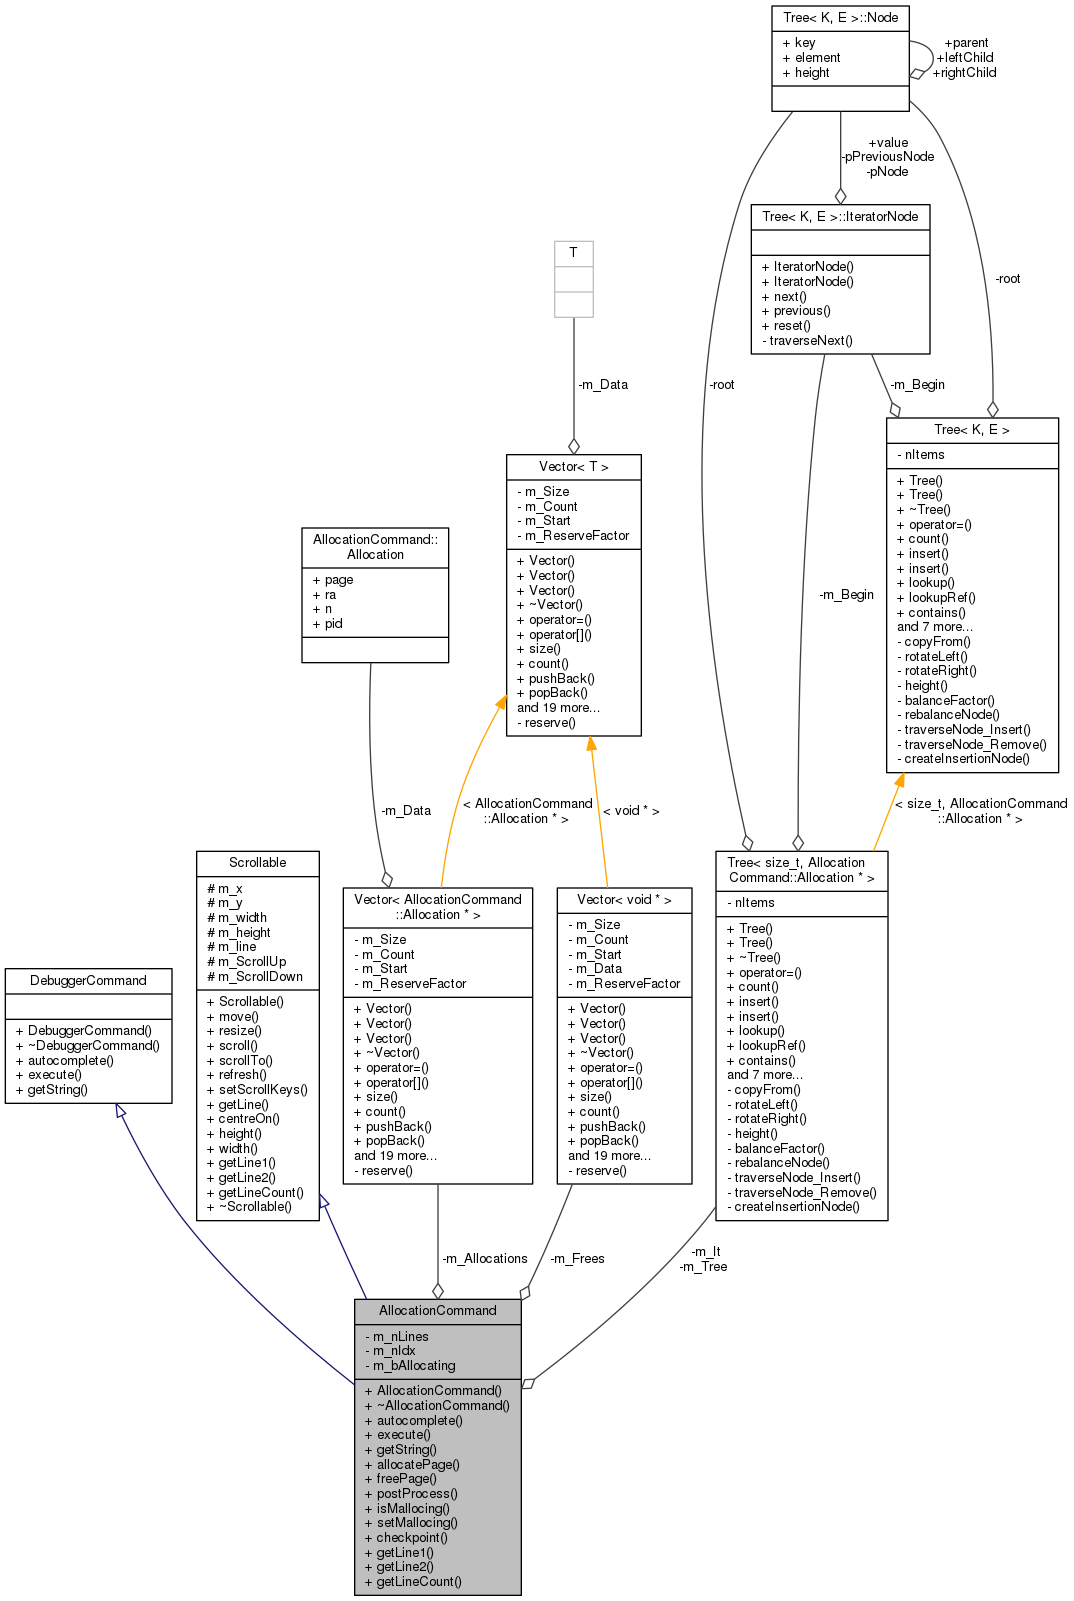 Tree< K, E >::Node
+ key
+ element
+ height
+parent
+leftChild
+rightChild
+value
-pPreviousNode
-pNode
Tree< K, E >::IteratorNode
+ IteratorNode()
+ IteratorNode()
+ next()
+ previous()
+ reset()
- traverseNext()
-root
-root
-m_Begin
-m_Begin
T
-m_Data
Tree< K, E >
- nItems
+ Tree()
+ Tree()
+ ~Tree()
+ operator=()
+ count()
+ insert()
+ insert()
+ lookup()
+ lookupRef()
+ contains()
and 7 more...
- copyFrom()
- rotateLeft()
- rotateRight()
- height()
- balanceFactor()
- rebalanceNode()
- traverseNode_Insert()
- traverseNode_Remove()
- createInsertionNode()
Vector< T >
- m_Size
- m_Count
- m_Start
- m_ReserveFactor
+ Vector()
+ Vector()
+ Vector()
+ ~Vector()
+ operator=()
+ operator[]()
+ size()
+ count()
+ pushBack()
+ popBack()
and 19 more...
- reserve()
AllocationCommand::
Allocation
+ page
+ ra
+ n
+ pid
-m_Data
< AllocationCommand
::Allocation * >
< void * >
< size_t, AllocationCommand
::Allocation * >
Scrollable
# m_x
# m_y
# m_width
# m_height
# m_line
# m_ScrollUp
# m_ScrollDown
+ Scrollable()
+ move()
+ resize()
+ scroll()
+ scrollTo()
+ refresh()
+ setScrollKeys()
+ getLine()
+ centreOn()
+ height()
+ width()
+ getLine1()
+ getLine2()
+ getLineCount()
+ ~Scrollable()
DebuggerCommand
+ DebuggerCommand()
+ ~DebuggerCommand()
+ autocomplete()
+ execute()
+ getString()
Vector< AllocationCommand
::Allocation * >
- m_Size
- m_Count
- m_Start
- m_ReserveFactor
+ Vector()
+ Vector()
+ Vector()
+ ~Vector()
+ operator=()
+ operator[]()
+ size()
+ count()
+ pushBack()
+ popBack()
and 19 more...
- reserve()
Vector< void * >
- m_Size
- m_Count
- m_Start
- m_Data
- m_ReserveFactor
+ Vector()
+ Vector()
+ Vector()
+ ~Vector()
+ operator=()
+ operator[]()
+ size()
+ count()
+ pushBack()
+ popBack()
and 19 more...
- reserve()
Tree< size_t, Allocation
Command::Allocation * >
- nItems
+ Tree()
+ Tree()
+ ~Tree()
+ operator=()
+ count()
+ insert()
+ insert()
+ lookup()
+ lookupRef()
+ contains()
and 7 more...
- copyFrom()
- rotateLeft()
- rotateRight()
- height()
- balanceFactor()
- rebalanceNode()
- traverseNode_Insert()
- traverseNode_Remove()
- createInsertionNode()
-m_Allocations
-m_Frees
-m_It
-m_Tree
AllocationCommand
- m_nLines
- m_nIdx
- m_bAllocating
+ AllocationCommand()
+ ~AllocationCommand()
+ autocomplete()
+ execute()
+ getString()
+ allocatePage()
+ freePage()
+ postProcess()
+ isMallocing()
+ setMallocing()
+ checkpoint()
+ getLine1()
+ getLine2()
+ getLineCount()